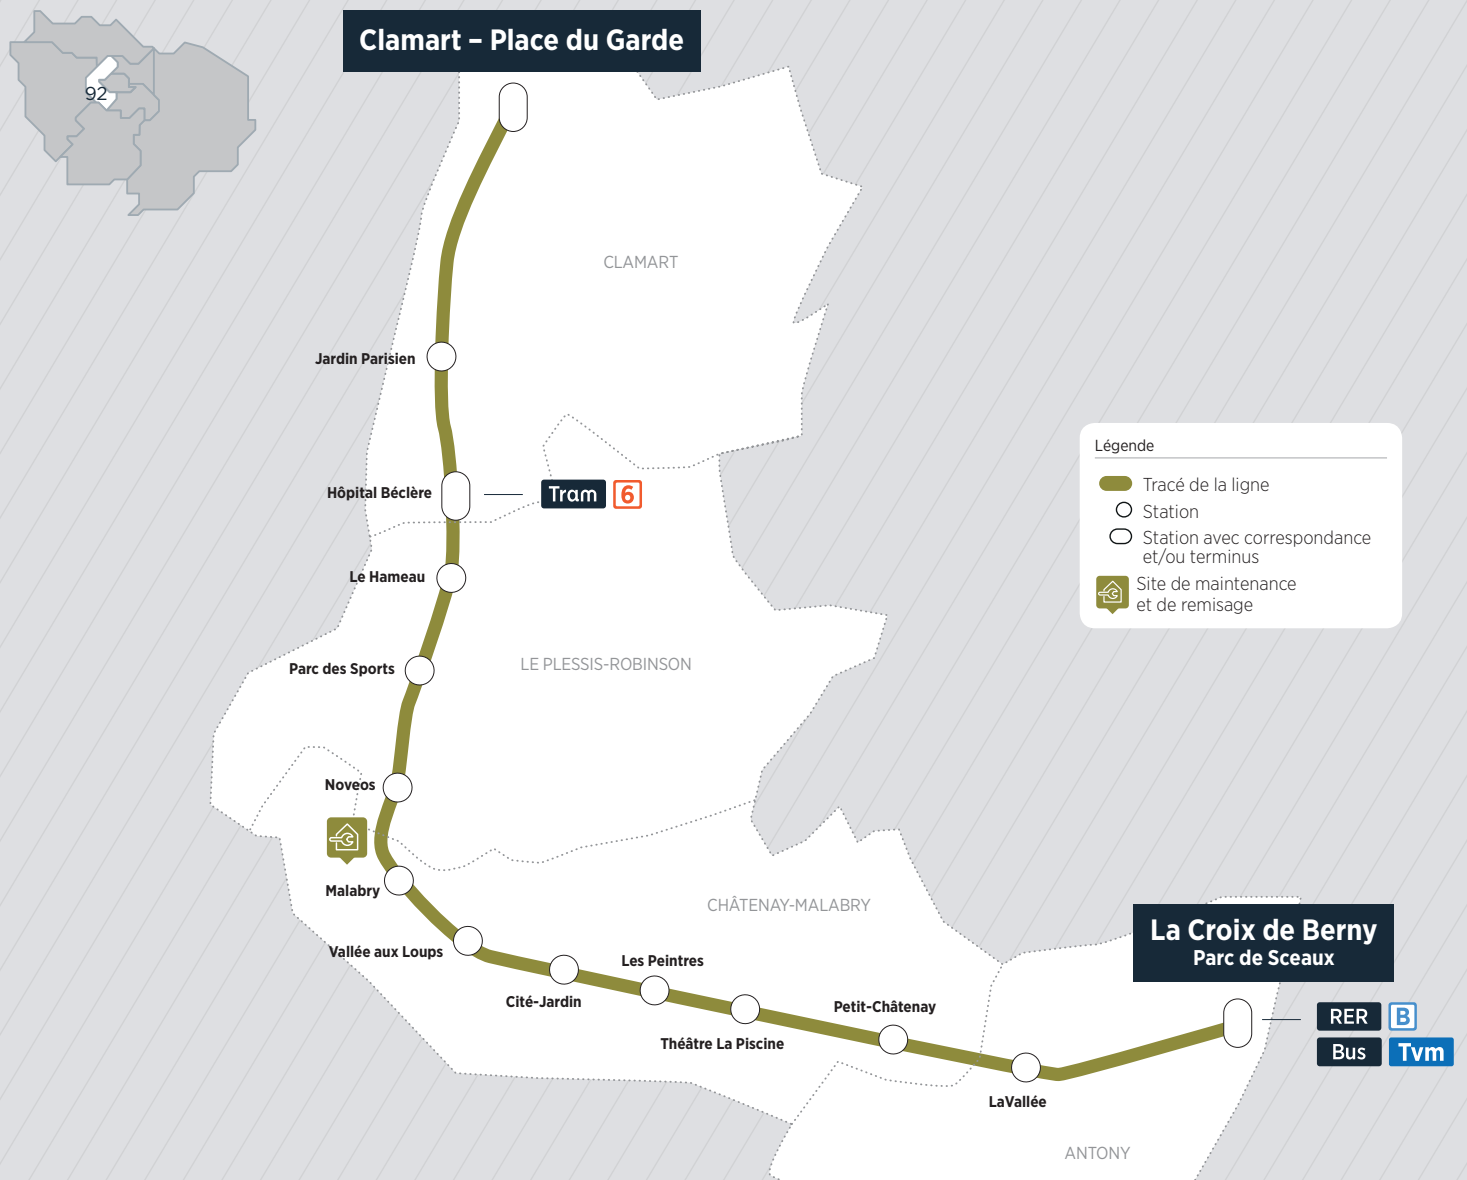 Clamart – Place du Garde
92
CLAMART
Jardin Parisien
Hôpital Béclère
Tram 6
Légende
Tracé de la ligne
Station
Station avec correspondance
et/ou terminus
Site de maintenance
et de remisage
Le Hameau
Parc des Sports
LE PLESSIS-ROBINSON
Noveos
Malabry
CHÂTENAY-MALABRY
Vallée aux Loups
Cité-Jardin
Les Peintres
Théâtre La Piscine
Petit-Châtenay
LaVallée
La Croix de Berny
Parc de Sceaux
RER B
Bus Tvm
ANTONY